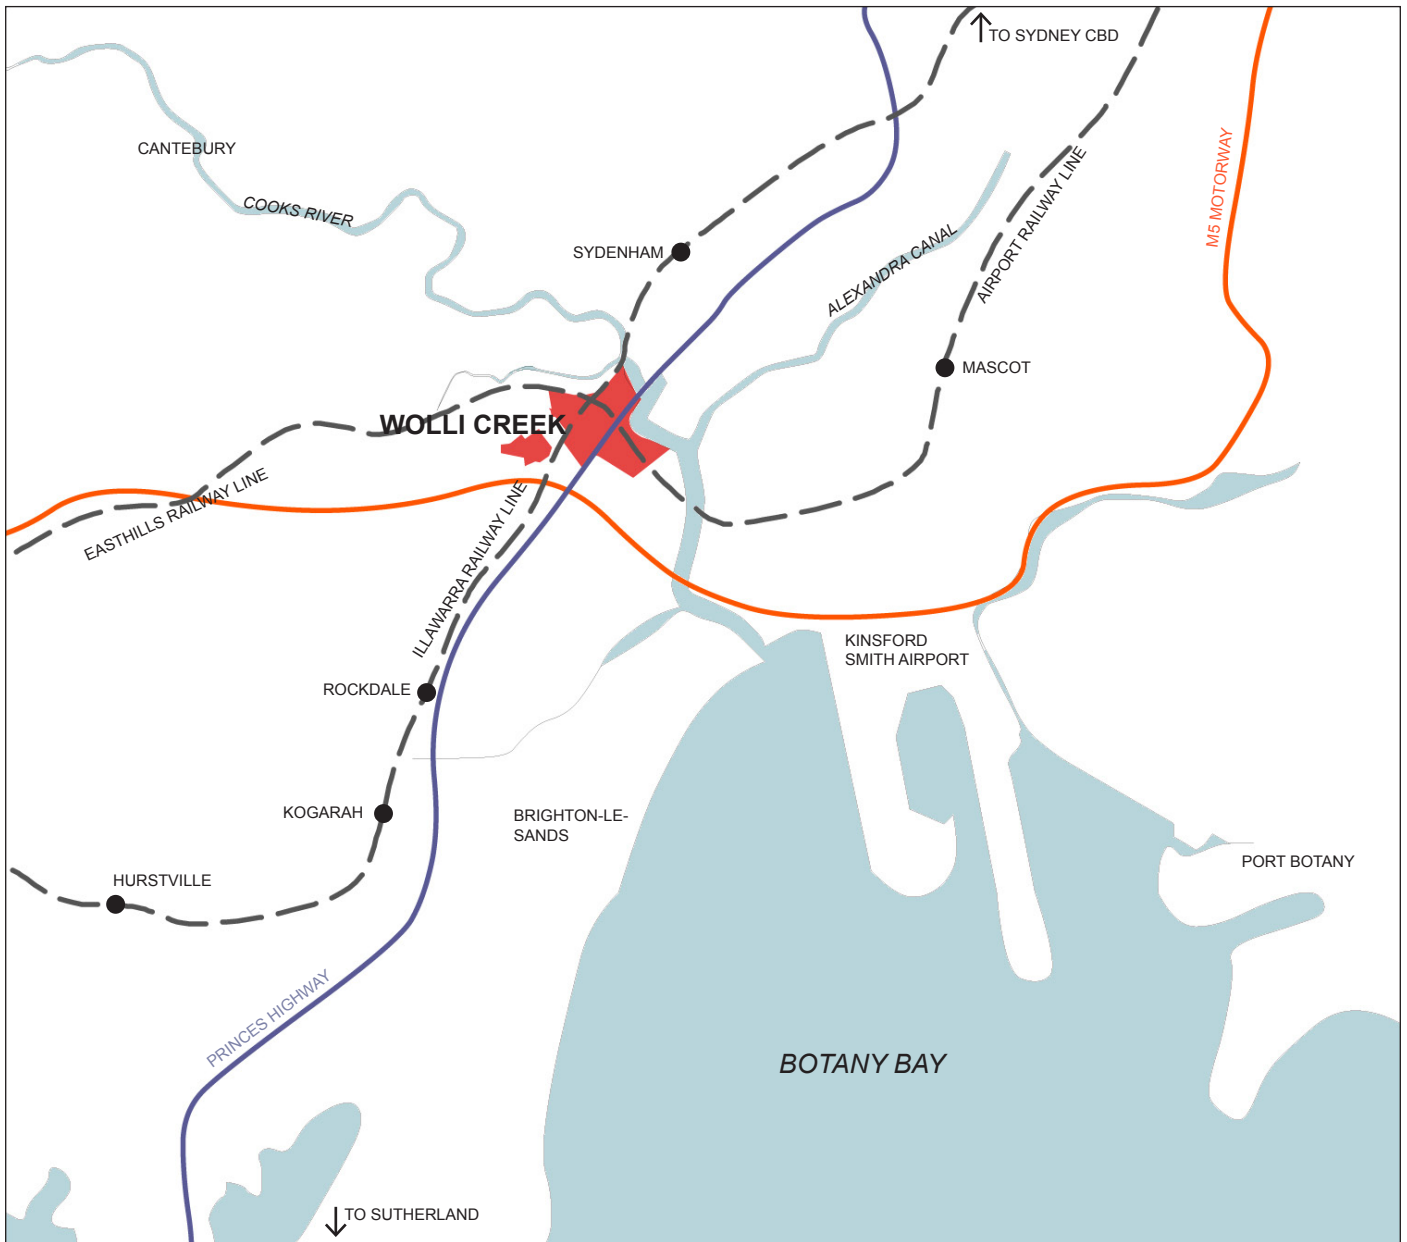 TO SYDNEY CBD
CANTEBURY
COOKS RIVER
M5 MOTORWAY
AIRPORT RAILWAY LINE
SYDENHAM
ALEXANDRA CANAL
MASCOT
WOLLI CREEK
EASTHILLS RAILWAY LINE
ILLAWARRA RAILWAY LINE
KINSFORD
SMITH AIRPORT
ROCKDALE
KOGARAH
BRIGHTON-LE-
SANDS
PORT BOTANY
HURSTVILLE
PRINCES HIGHWAY
BOTANY BAY
TO SUTHERLAND